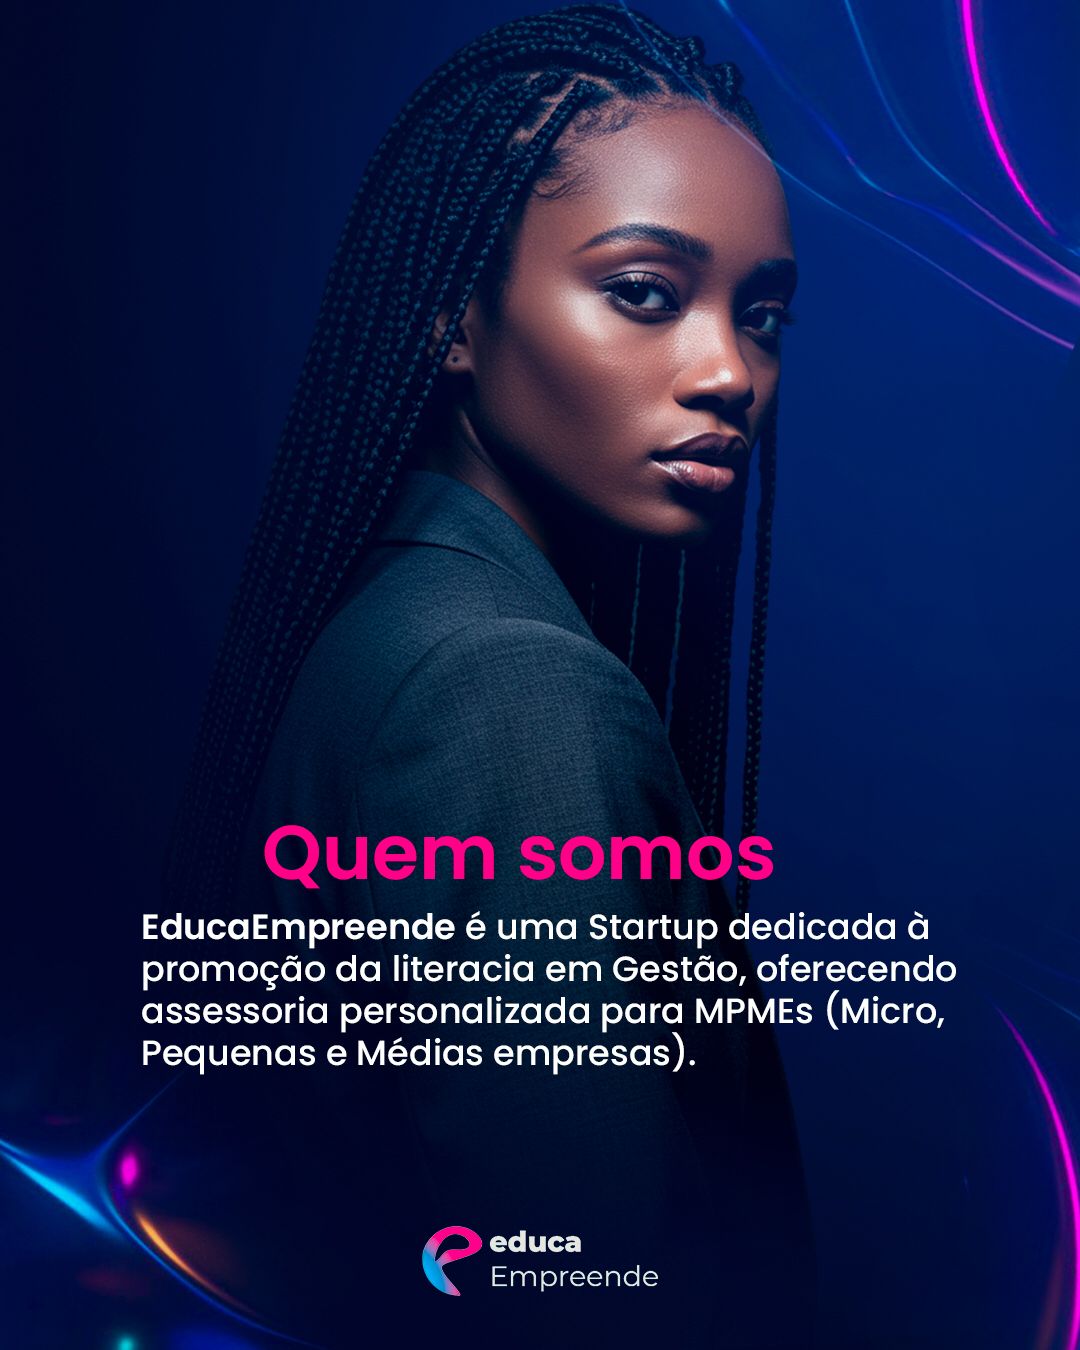 Quem somos
EducaEmpreende é uma Startup dedicada à
promoção da literacia em Gestão, oferecendo
assessoria personalizada para MPMEs (Micro,
Pequenas e Médias empresas).
educa
Empreende